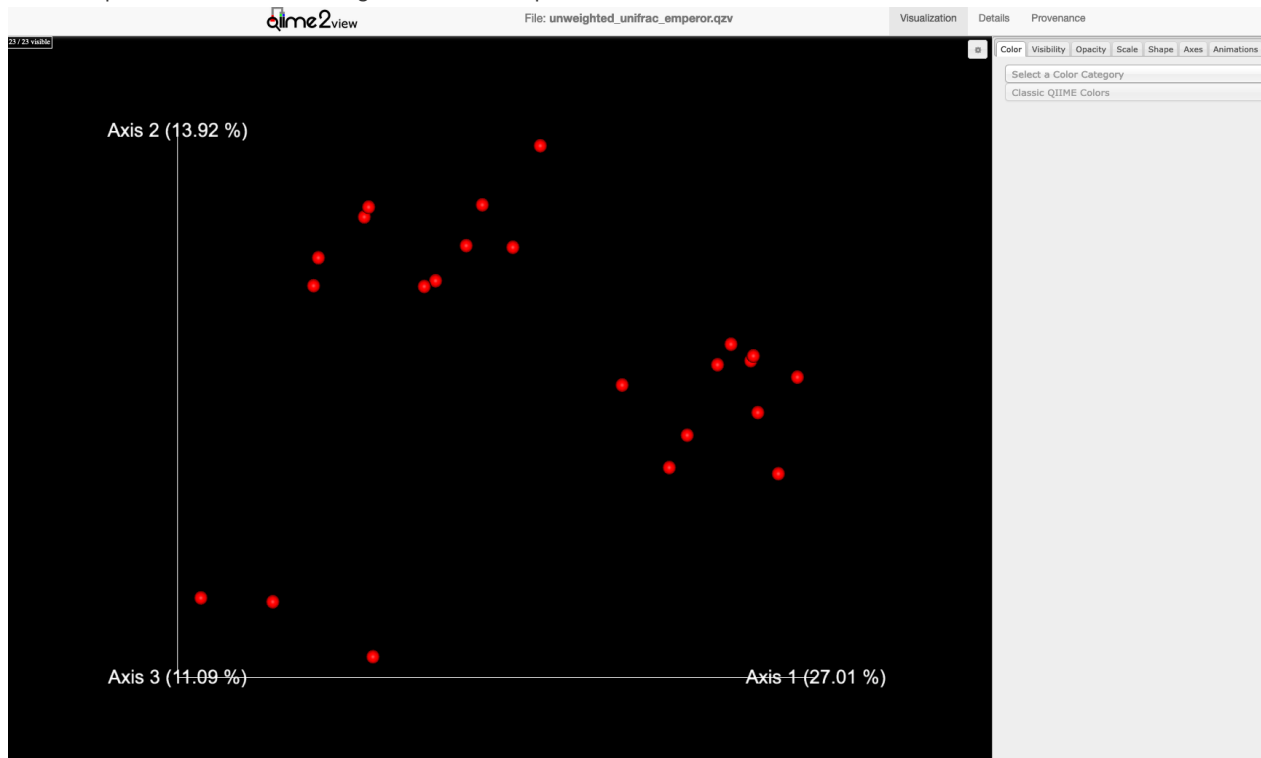 qiime2view
File: unweighted_unifrac_emperor.qzv
Visualization
Details
Provenance
23 / 23 visible
Color
Visibility
Opacity
Scale
Shape
Axes
Animations
Select a Color Category
Classic QIIME Colors
Axis 2 (13.92 %)
Axis 3 (11.09 %)
Axis 1 (27.01 %)